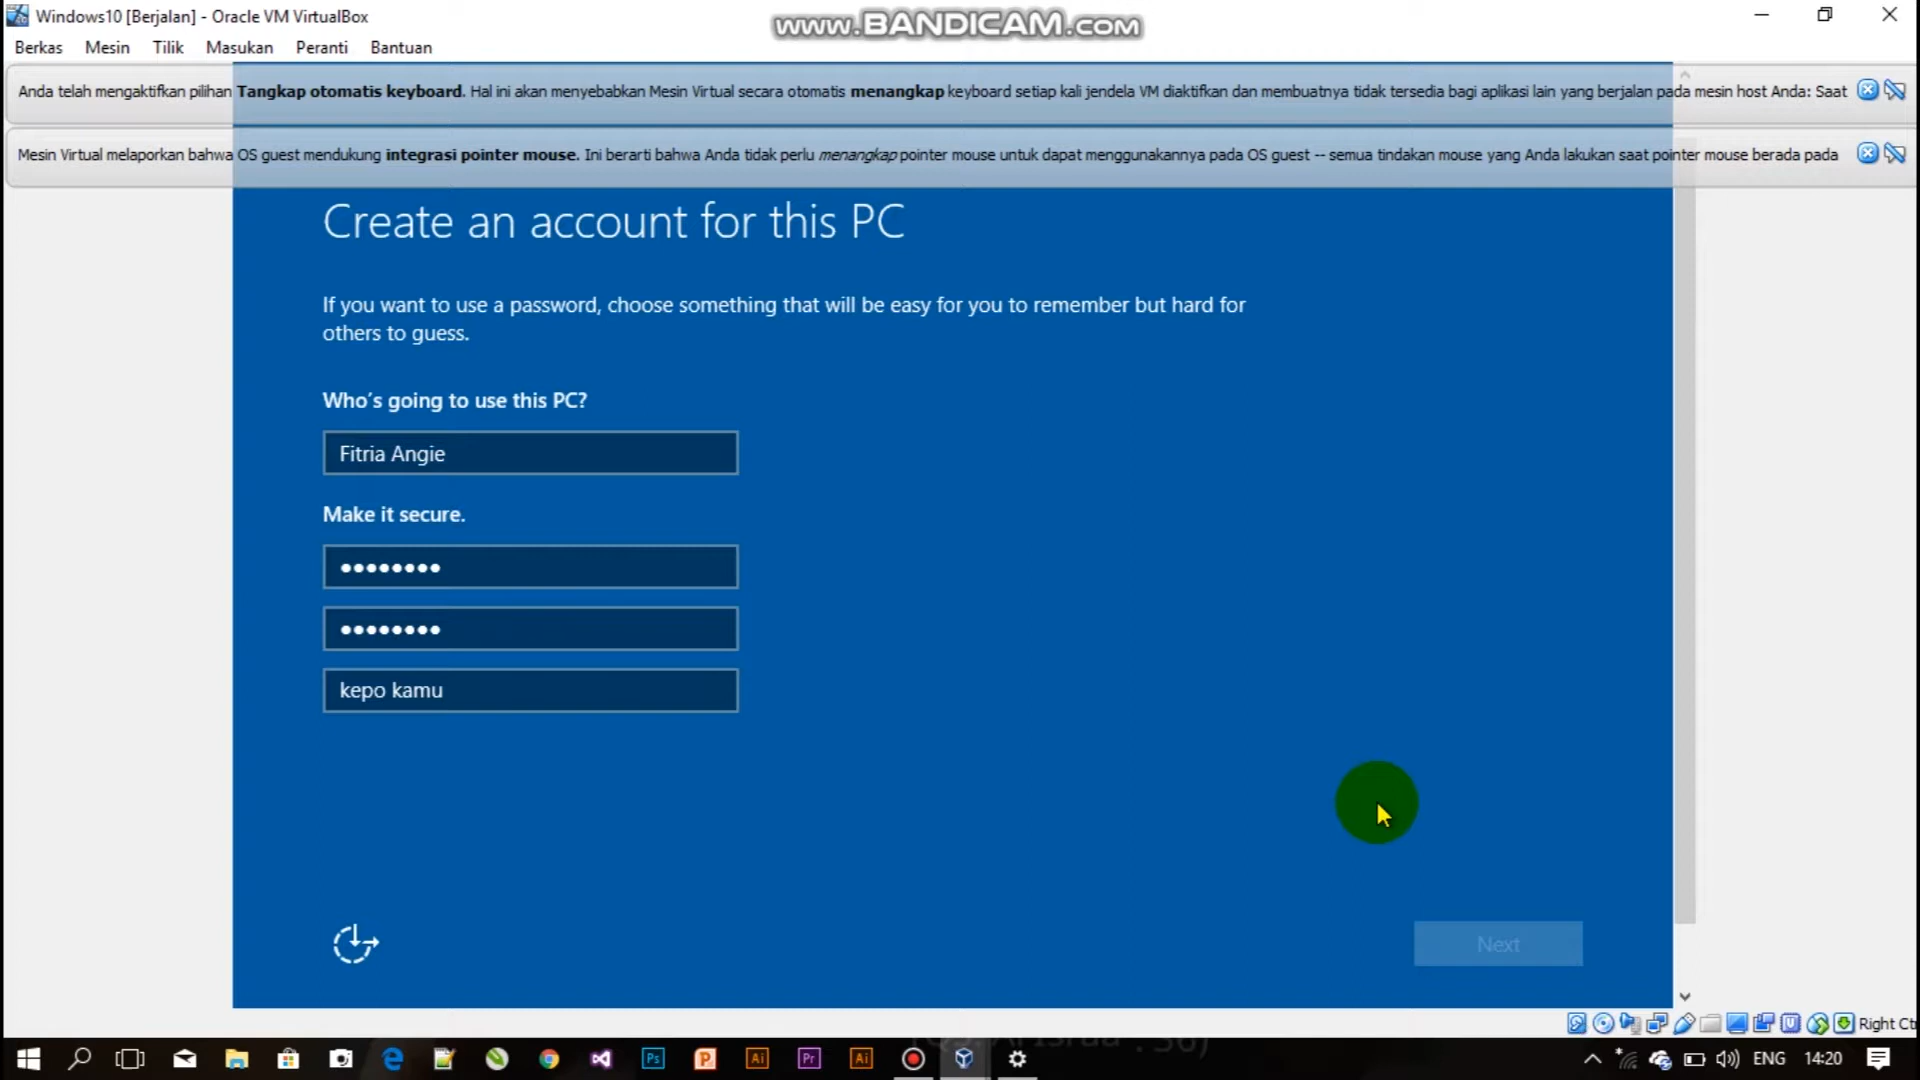 Windows10 [Berjalan] - Oracle VM VirtualBox
www.BANDICAM.com
Berkas Mesin Tilik Masukan Peranti Bantuan
Anda telah mengaktifkan pilihan Tangkap otomatis keyboard. Hal ini akan menyebabkan Mesin Virtual secara otomatis menangkap keyboard setiap kali jendela VM diaktifkan dan membuatnya tidak tersedia bagi aplikasi lain yang berjalan pada mesin host Anda: Saat
Mesin Virtual melaporkan bahwa OS guest mendukung integrasi pointer mouse. Ini berarti bahwa Anda tidak perlu menangkap pointer mouse untuk dapat menggunakannya pada OS guest -- semua tindakan mouse yang Anda lakukan saat pointer mouse berada pada
Create an account for this PC
If you want to use a password, choose something that will be easy for you to remember but hard for
others to guess.
Who's going to use this PC?
Fitria Angie
Make it secure.
●●●●●●●●
●●●●●●●●
kepo kamu
Next
Right Ct
Ps Ai Pr Ai
ENG 14:20